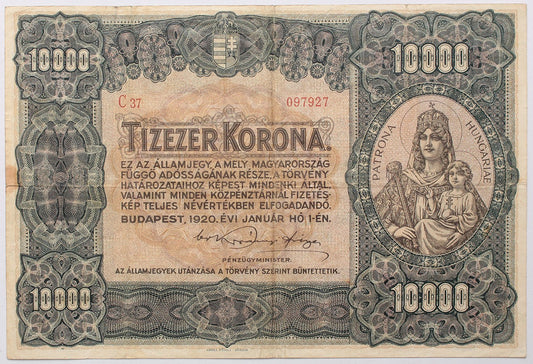 10000 10000
C 37 097927
TIZEZER KORONA.
EZ AZ ÁLLAMJEGY, A MELY MAGYARORSZÁG
FÜGGŐ ADÓSSÁGÁNAK RÉSZE, A TÖRVÉNY
HATÁROZATAIHOZ KÉPEST MINDENKI ÁLTAL,
VALAMINT MINDEN KÖZPÉNZTÁRNÁL FIZETÉS-
KÉP TELJES NÉVÉRTÉKBEN ELFOGADANDÓ.
BUDAPEST, 1920. ÉVI JANUÁR HÓ 1-ÉN.
PÉNZÜGYMINISTER.
AZ ÁLLAMJEGYEK UTÁNZÁSA A TÖRVÉNY SZERINT BÜNTETTETIK.
PATRONA HUNGARIAE
10000 10000